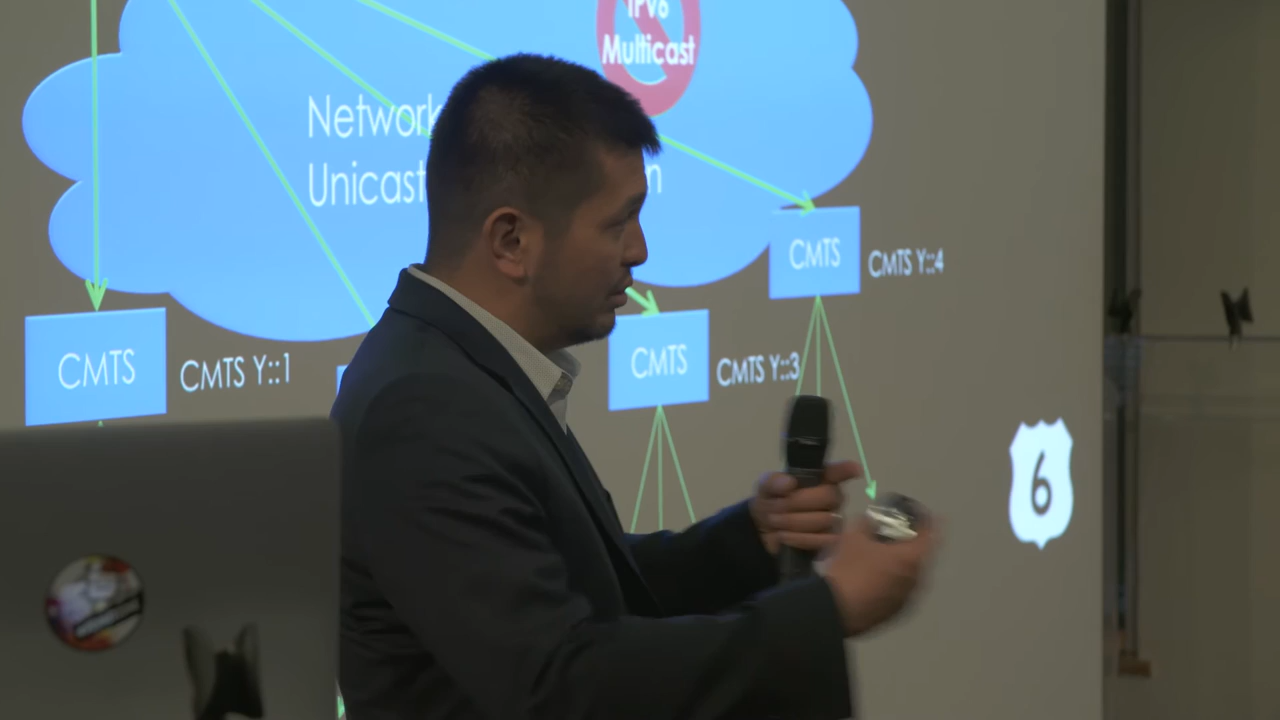 IPv6
Multicast
Network
Unicast
CMTS
CMTS Y::4
CMTS
CMTS Y::1
CMTS
CMTS Y::3
6